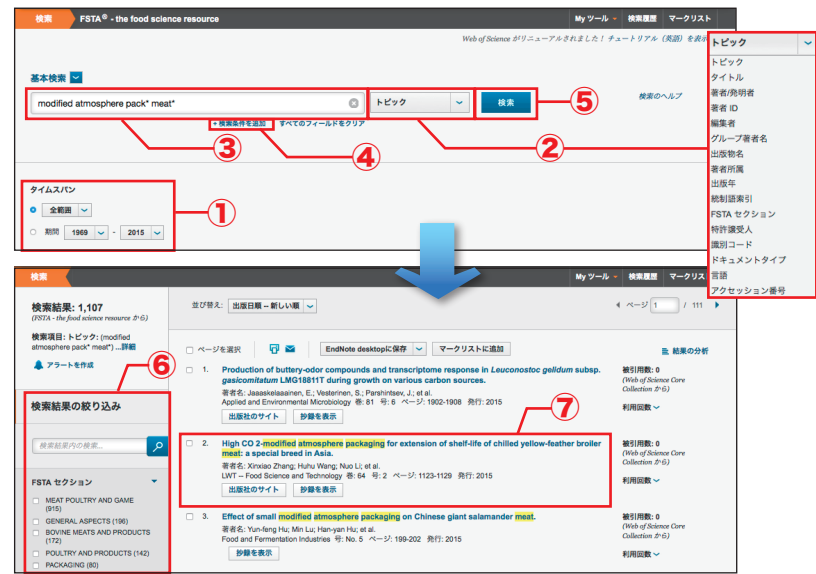 検索 FSTA® - the food science resource My ツール 検索履歴 マークリスト
Web of Science がリニューアルされました！ チュートリアル（英語）を表示
トピック
トピック
タイトル
著者/発明者
著者 ID
編集者
グループ著者名
出版物名
著者所属
出版年
統制語索引
FSTA セクション
特許譲受人
識別コード
ドキュメントタイプ
言語
アクセッション番号
基本検索
modified atmosphere pack* meat* トピック 検索 ⑤ 検索のヘルプ
+ 検索条件を追加 すべてのフィールドをクリア
③ ④ ②
タイムスパン
全範囲 ①
期間 1969 - 2015
検索 My ツール 検索履歴 マークリス
検索結果: 1,107
(FSTA - the food science resource から)
検索項目: トピック: (modified
atmosphere pack* meat*) ...詳細
アラートを作成
⑥
検索結果の絞り込み
検索結果内の検索...
FSTA セクション
MEAT POULTRY AND GAME
(915)
GENERAL ASPECTS (196)
BOVINE MEATS AND PRODUCTS
(172)
POULTRY AND PRODUCTS (142)
PACKAGING (80)
並び替え: 出版日順 -- 新しい順 ページ 1 / 111
ページを選択 EndNote desktopに保存 マークリストに追加 結果の分析
1. Production of buttery-odor compounds and transcriptome response in Leuconostoc gelidum subsp.
gasicomitatum LMG18811T during growth on various carbon sources.
著者名: Jaaaskelaaainen, E.; Vesterinen, S.; Parshintsev, J.; et al.
Applied and Environmental Microbiology 巻: 81 号: 6 ページ: 1902-1908 発行: 2015
出版社のサイト 抄録を表示
被引用数: 0
(Web of Science Core
Collection から)
利用回数
⑦
2. High CO 2-modified atmosphere packaging for extension of shelf-life of chilled yellow-feather broiler
meat: a special breed in Asia.
著者名: Xinxiao Zhang; Huhu Wang; Nuo Li; et al.
LWT -- Food Science and Technology 巻: 64 号: 2 ページ: 1123-1129 発行: 2015
出版社のサイト 抄録を表示
被引用数: 0
(Web of Science Core
Collection から)
利用回数
3. Effect of small modified atmosphere packaging on Chinese giant salamander meat.
著者名: Yun-feng Hu; Min Lu; Han-yan Hu; et al.
Food and Fermentation Industries 号: No. 5 ページ: 199-202 発行: 2015
抄録を表示
被引用数: 0
(Web of Science Core
Collection から)
利用回数